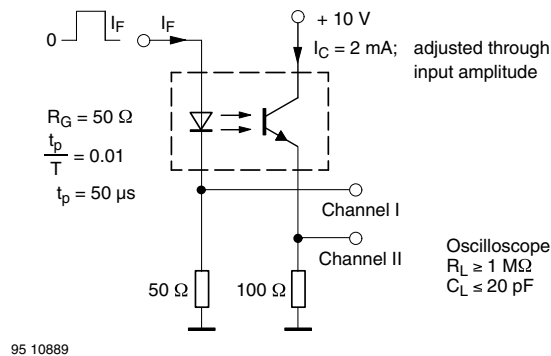 0
I_F
I_F
+ 10 V
I_C = 2 mA; adjusted through
input amplitude
R_G = 50 Ω
t_p
T
= 0.01
t_p = 50 μs
Channel I
Channel II
50 Ω
100 Ω
Oscilloscope
R_L ≥ 1 MΩ
C_L ≤ 20 pF
95 10889